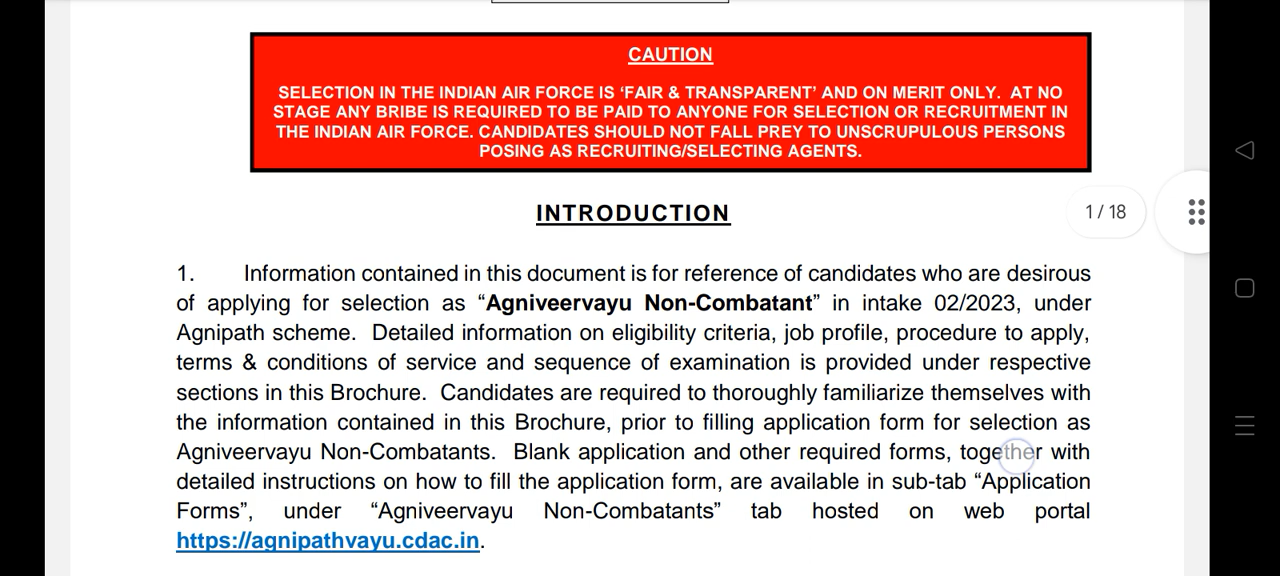 CAUTION
SELECTION IN THE INDIAN AIR FORCE IS ‘FAIR & TRANSPARENT’ AND ON MERIT ONLY. AT NO
STAGE ANY BRIBE IS REQUIRED TO BE PAID TO ANYONE FOR SELECTION OR RECRUITMENT IN
THE INDIAN AIR FORCE. CANDIDATES SHOULD NOT FALL PREY TO UNSCRUPULOUS PERSONS
POSING AS RECRUITING/SELECTING AGENTS.
INTRODUCTION
1 / 18
1. Information contained in this document is for reference of candidates who are desirous
of applying for selection as “Agniveervayu Non-Combatant” in intake 02/2023, under
Agnipath scheme. Detailed information on eligibility criteria, job profile, procedure to apply,
terms & conditions of service and sequence of examination is provided under respective
sections in this Brochure. Candidates are required to thoroughly familiarize themselves with
the information contained in this Brochure, prior to filling application form for selection as
Agniveervayu Non-Combatants. Blank application and other required forms, together with
detailed instructions on how to fill the application form, are available in sub-tab “Application
Forms”, under “Agniveervayu Non-Combatants” tab hosted on web portal
https://agnipathvayu.cdac.in.